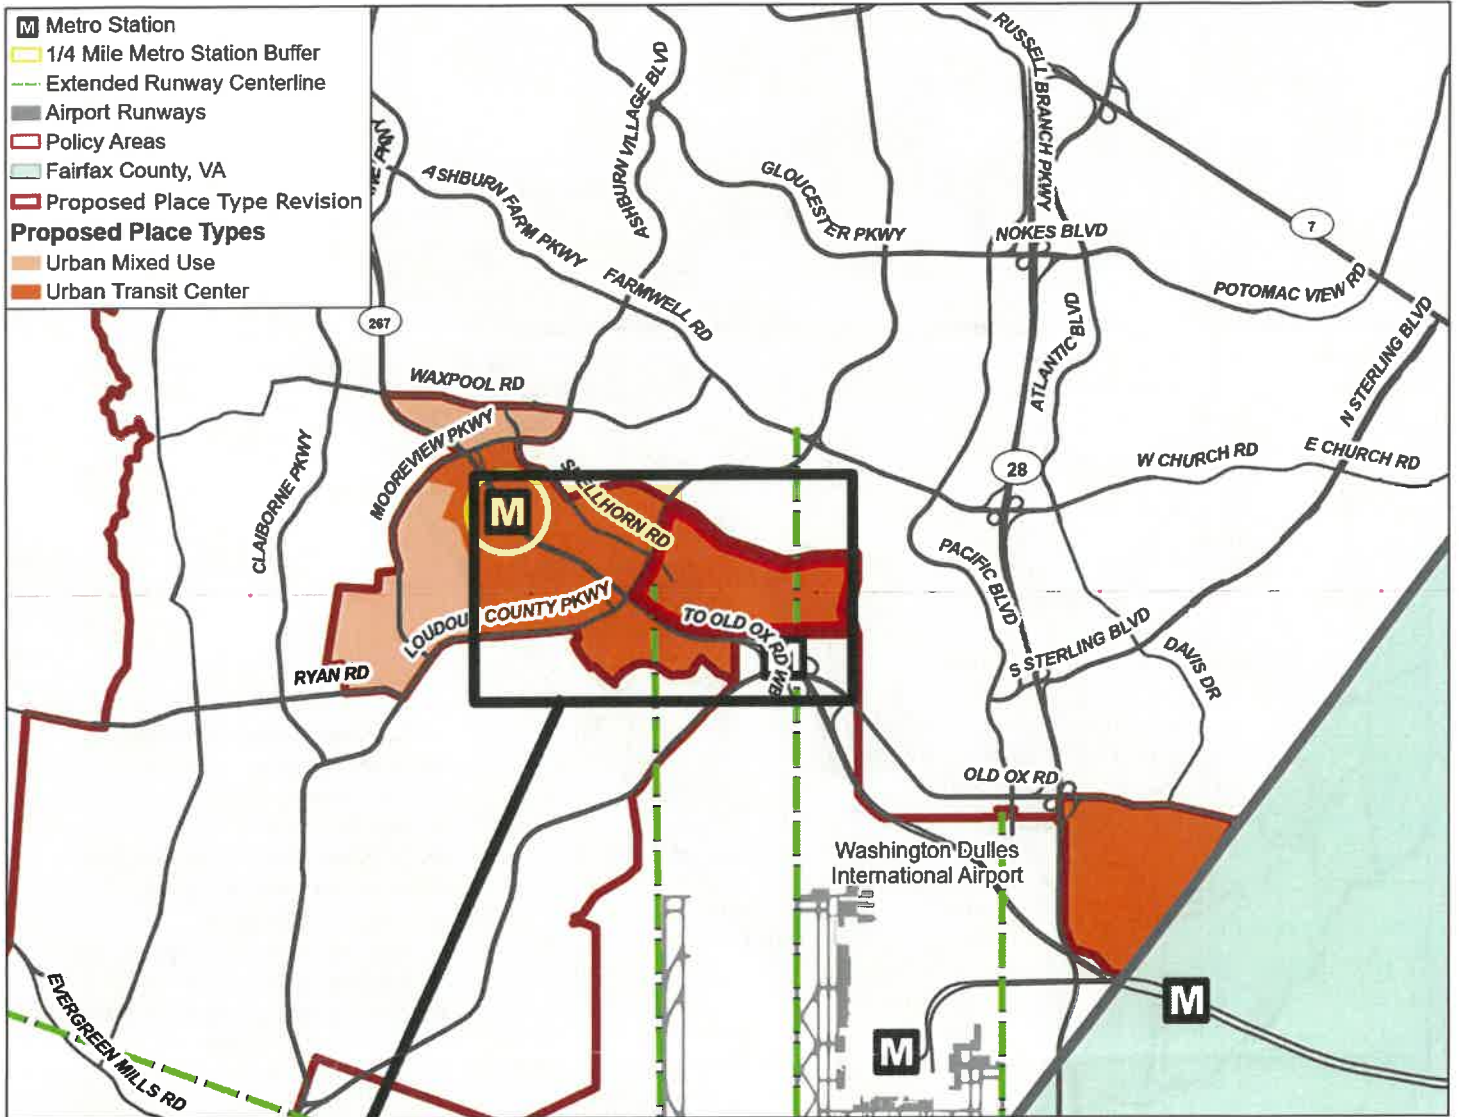 M Metro Station
1/4 Mile Metro Station Buffer
Extended Runway Centerline
Airport Runways
Policy Areas
Fairfax County, VA
Proposed Place Type Revision
Proposed Place Types
Urban Mixed Use
Urban Transit Center
RUSSELL BRANCH PKWY
ASHBURN VILLAGE BLVD
ASHBURN FARM PKWY
GLOUCESTER PKWY
NOKES BLVD
7
POTOMAC VIEW RD
FARMWELL RD
267
ATLANTIC BLVD
N STERLING BLVD
WAXPOOL RD
MOOREVIEW PKWY
CLAIBORNE PKWY
28
W CHURCH RD
E CHURCH RD
SHELLHORN RD
M
PACIFIC BLVD
LOUDOU COUNTY PKWY
TO OLD OX RD WB
S STERLING BLVD
DAVIS DR
RYAN RD
OLD OX RD
Washington Dulles
International Airport
M
M
EVERGREEN MILLS RD